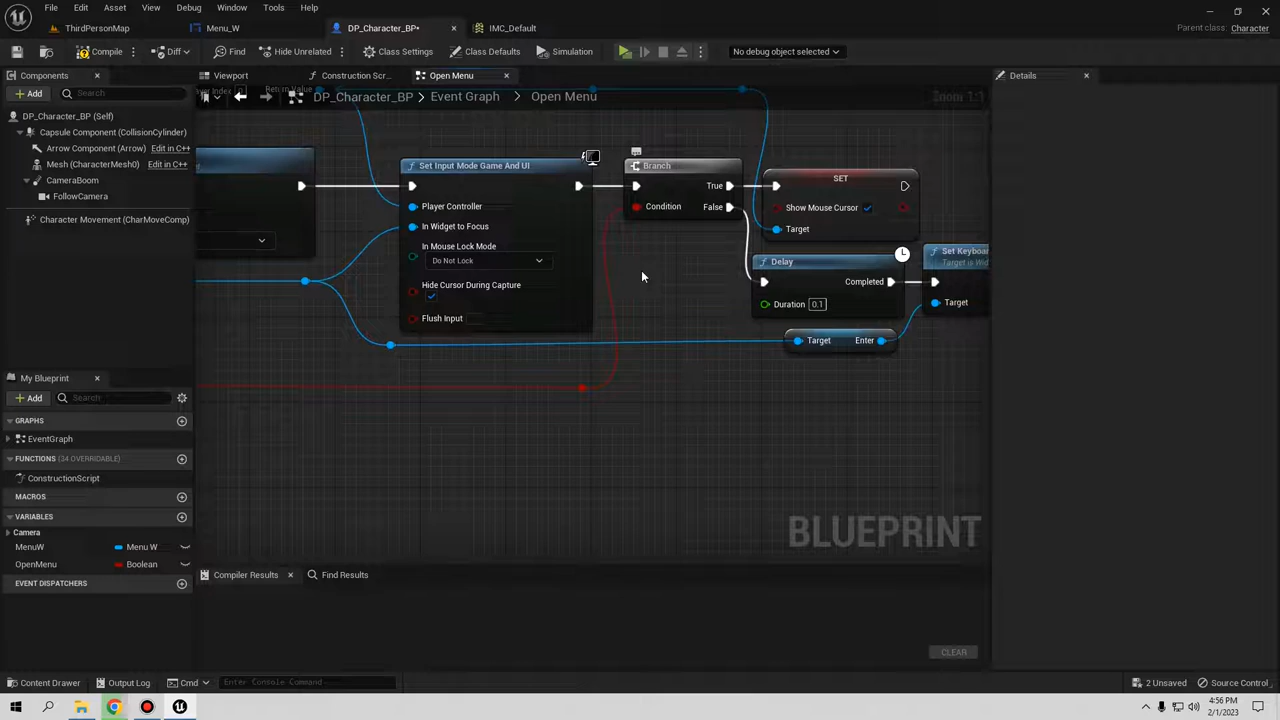 File Edit Asset View Debug Window Tools Help
ThirdPersonMap Menu_W DP_Character_BP• IMC_Default Parent class: Character
Compile Diff Find Hide Unrelated Class Settings Class Defaults Simulation No debug object selected
Components Viewport Construction Scr... Open Menu Details
Add Search DP_Character_BP > Event Graph > Open Menu
DP_Character_BP (Self)
Capsule Component (CollisionCylinder)
Arrow Component (Arrow) Edit in C++
Mesh (CharacterMesh0) Edit in C++
CameraBoom
FollowCamera
Character Movement (CharMoveComp)
Set Input Mode Game And UI
Player Controller
In Widget to Focus
In Mouse Lock Mode
Do Not Lock
Hide Cursor During Capture
Flush Input
Branch
True
Condition False
SET
Show Mouse Cursor
Target
Delay
Completed
Duration 0.1
Set Keyboa
Target
Target Enter
My Blueprint
Add Search
GRAPHS
EventGraph
FUNCTIONS (34 OVERRIDABLE)
ConstructionScript
MACROS
VARIABLES
Camera
MenuW Menu W
OpenMenu Boolean
EVENT DISPATCHERS
BLUEPRINT
Compiler Results Find Results
CLEAR
Content Drawer Output Log Cmd Enter Console Command 2 Unsaved Source Control
4:56 PM
2/1/2023